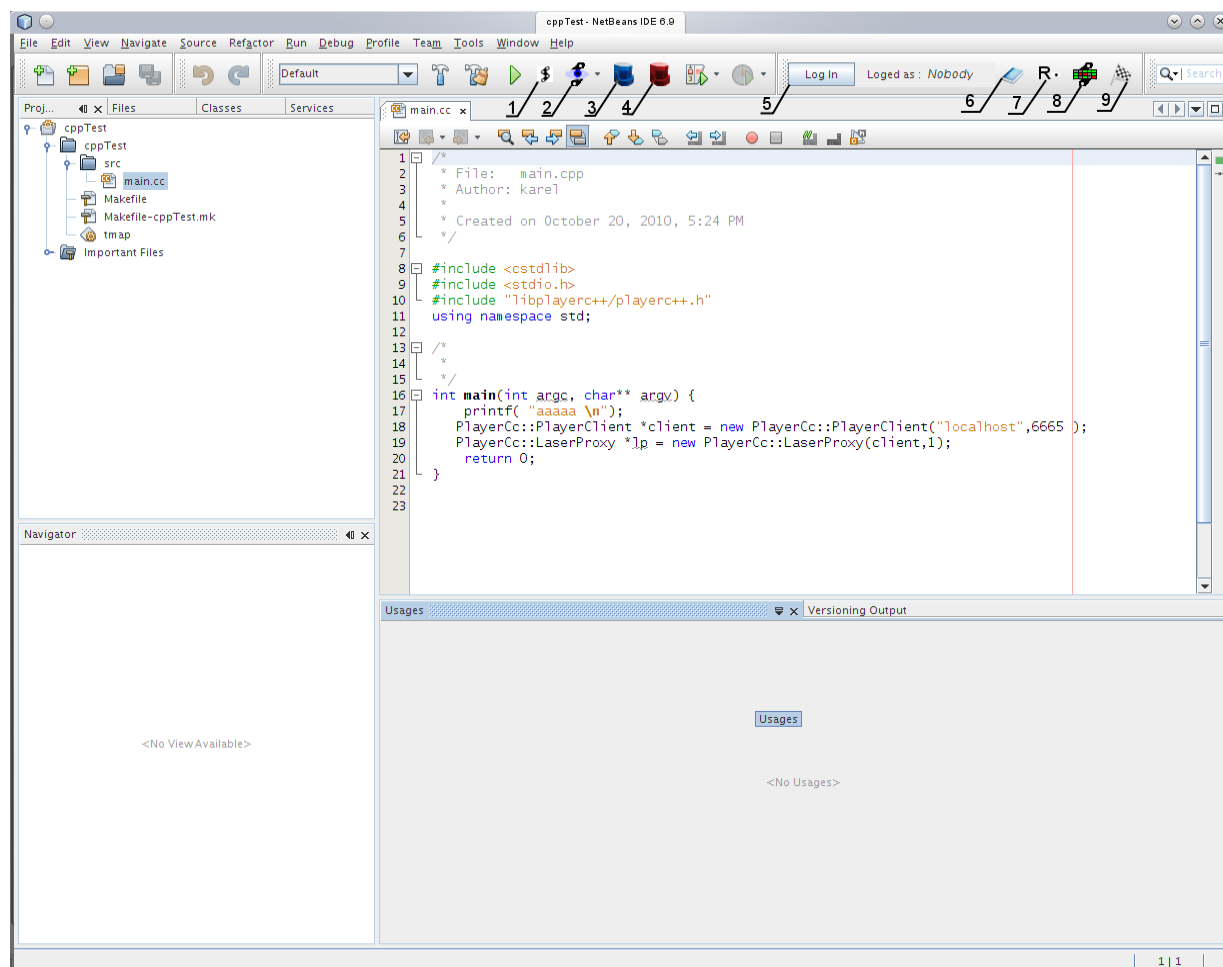 cppTest - NetBeans IDE 6.9
File Edit View Navigate Source Refactor Run Debug Profile Team Tools Window Help
Default $ Log In Loged as : Nobody R. Search
1 2 3 4 5 6 7 8 9
Proj... Files Classes Services
cppTest
cppTest
src
main.cc
Makefile
Makefile-cppTest.mk
tmap
Important Files
Navigator
<No View Available>
main.cc
1 /*
2 * File: main.cpp
3 * Author: karel
4 *
5 * Created on October 20, 2010, 5:24 PM
6 */
7
8 #include <cstdlib>
9 #include <stdio.h>
10 #include "libplayerc++/playerc++.h"
11 using namespace std;
12
13 /*
14 *
15 */
16 int main(int argc, char** argv) {
17 printf( "aaaaa \n");
18 PlayerCc::PlayerClient *client = new PlayerCc::PlayerClient("localhost",6665 );
19 PlayerCc::LaserProxy *lp = new PlayerCc::LaserProxy(client,1);
20 return 0;
21 }
22
23
Usages Versioning Output
Usages
<No Usages>
1 | 1